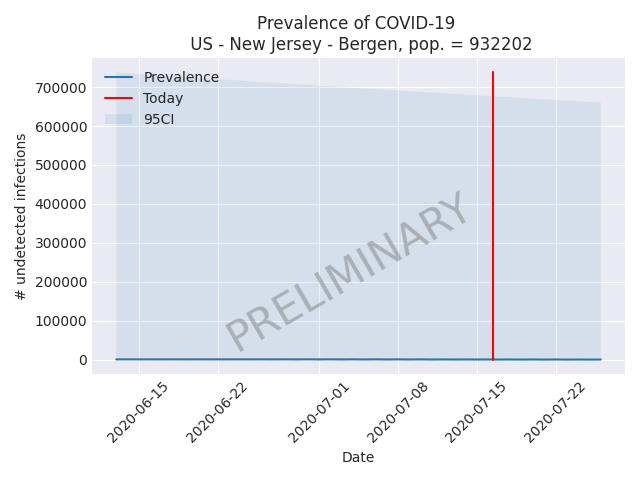 Prevalence of COVID-19
US - New Jersey - Bergen, pop. = 932202
Prevalence
Today
95CI
700000
600000
500000
400000
300000
200000
100000
0
# undetected infections
PRELIMINARY
2020-06-15
2020-06-22
2020-07-01
2020-07-08
2020-07-15
2020-07-22
Date